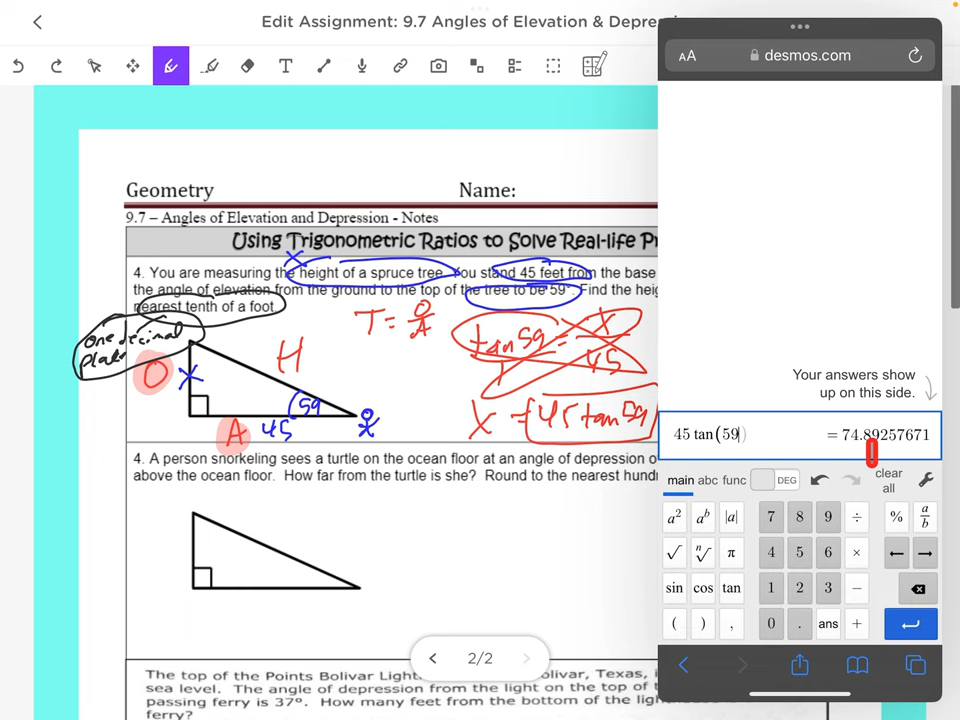 Edit Assignment: 9.7 Angles of Elevation & Depres
AA
desmos.com
T
Geometry
Name:
9.7 – Angles of Elevation and Depression - Notes
Using Trigonometric Ratios to Solve Real-life Pr
4. You are measuring the height of a spruce tree. You stand 45 feet from the base
the angle of elevation from the ground to the top of the tree to be 59°. Find the heig
nearest tenth of a foot.
one decimal
place
T = O/A
tan 59 = x/45
1
X = 45 tan 59
O
X
H
59
A
45
4. A person snorkeling sees a turtle on the ocean floor at an angle of depression o
above the ocean floor. How far from the turtle is she? Round to the nearest hund
2/2
The top of the Points Bolivar Light
olivar, Texas, i
sea level. The angle of depression from the light on the top of
passing ferry is 37°. How many feet from the bottom of the light
ferry?
Your answers show
up on this side.
45 tan(59)
= 74.89257671
main abc func DEG clear
all
a² aᵇ |a| 7 8 9 ÷ % a/b
√ ⁿ√ π 4 5 6 × ← →
sin cos tan 1 2 3 −
( ) , 0 . ans +